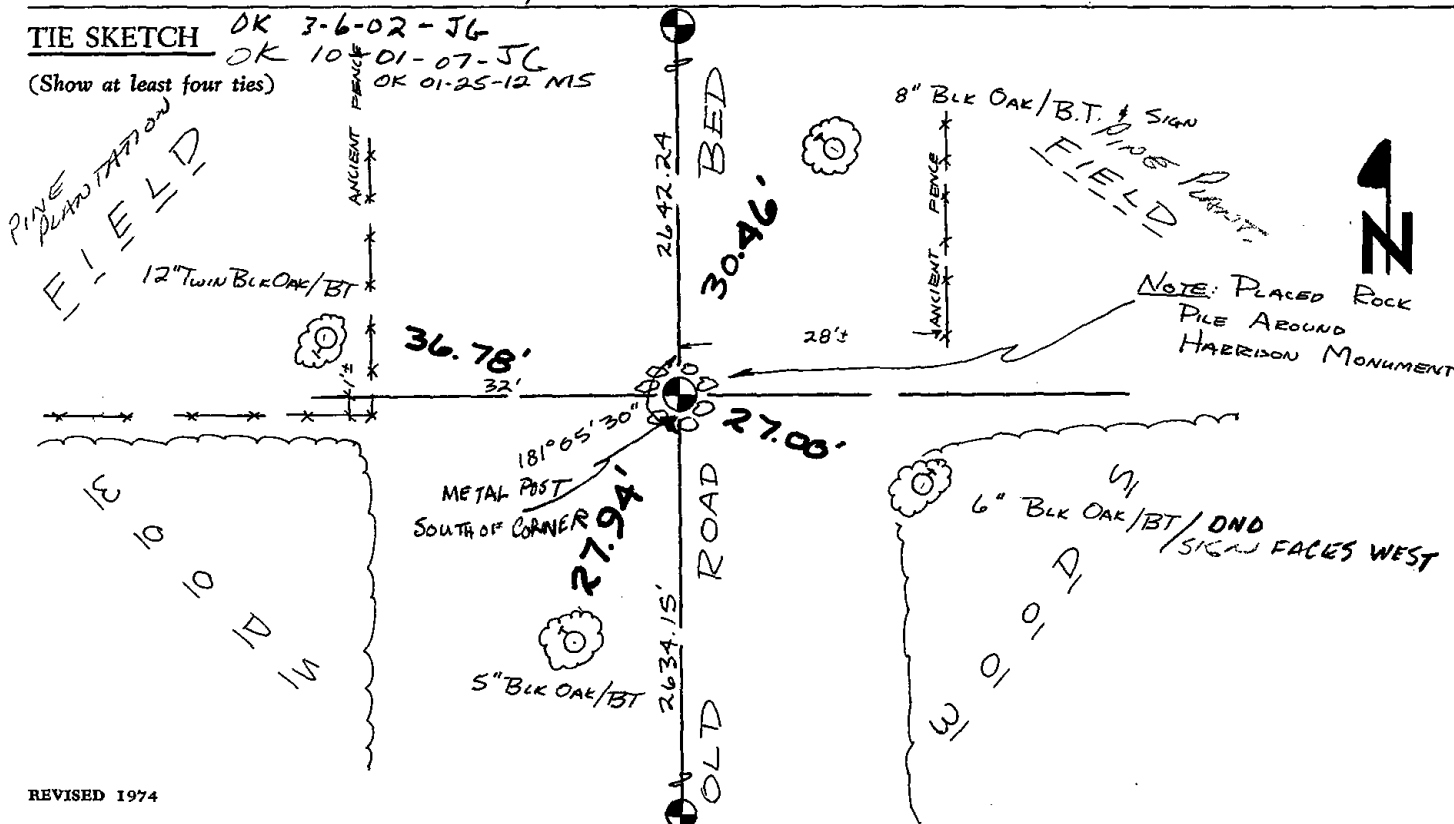 TIE SKETCH
OK 3-6-02 - JG
OK 10-01-07-JG
(Show at least four ties)
OK 01-25-12 MS
PINE
PLANTATION
FIELD
ANCIENT FENCE
2642.24
BED
8" BLK OAK/B.T. & SIGN
PINE PLANT.
FIELD
ANCIENT FENCE
N
12" TWIN BLK OAK/BT
30.46'
NOTE: PLACED ROCK
PILE AROUND
HARRISON MONUMENT
36.78'
28'±
32'
1'±
181°05'30"
27.00'
METAL POST
SOUTH OF CORNER
27.94'
ROAD
6" BLK OAK/BT/DND
SIGN FACES WEST
WOODS
WOODS
5" BLK OAK/BT
2634.15'
OLD
REVISED 1974